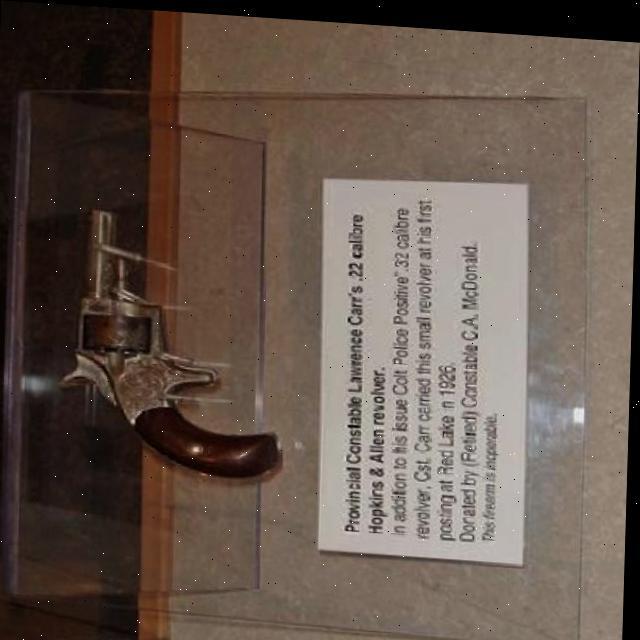 Provincial Constable Lawrence Carr's .22 calibre
Hopkins & Allen revolver.
In addition to his issue Colt Police Positive .32 calibre
revolver, Cst. Carr carried this small revolver at his first
posting at Red Lake in 1926.
Donated by (Retired) Constable C.A. McDonald.
This firearm is inoperable.